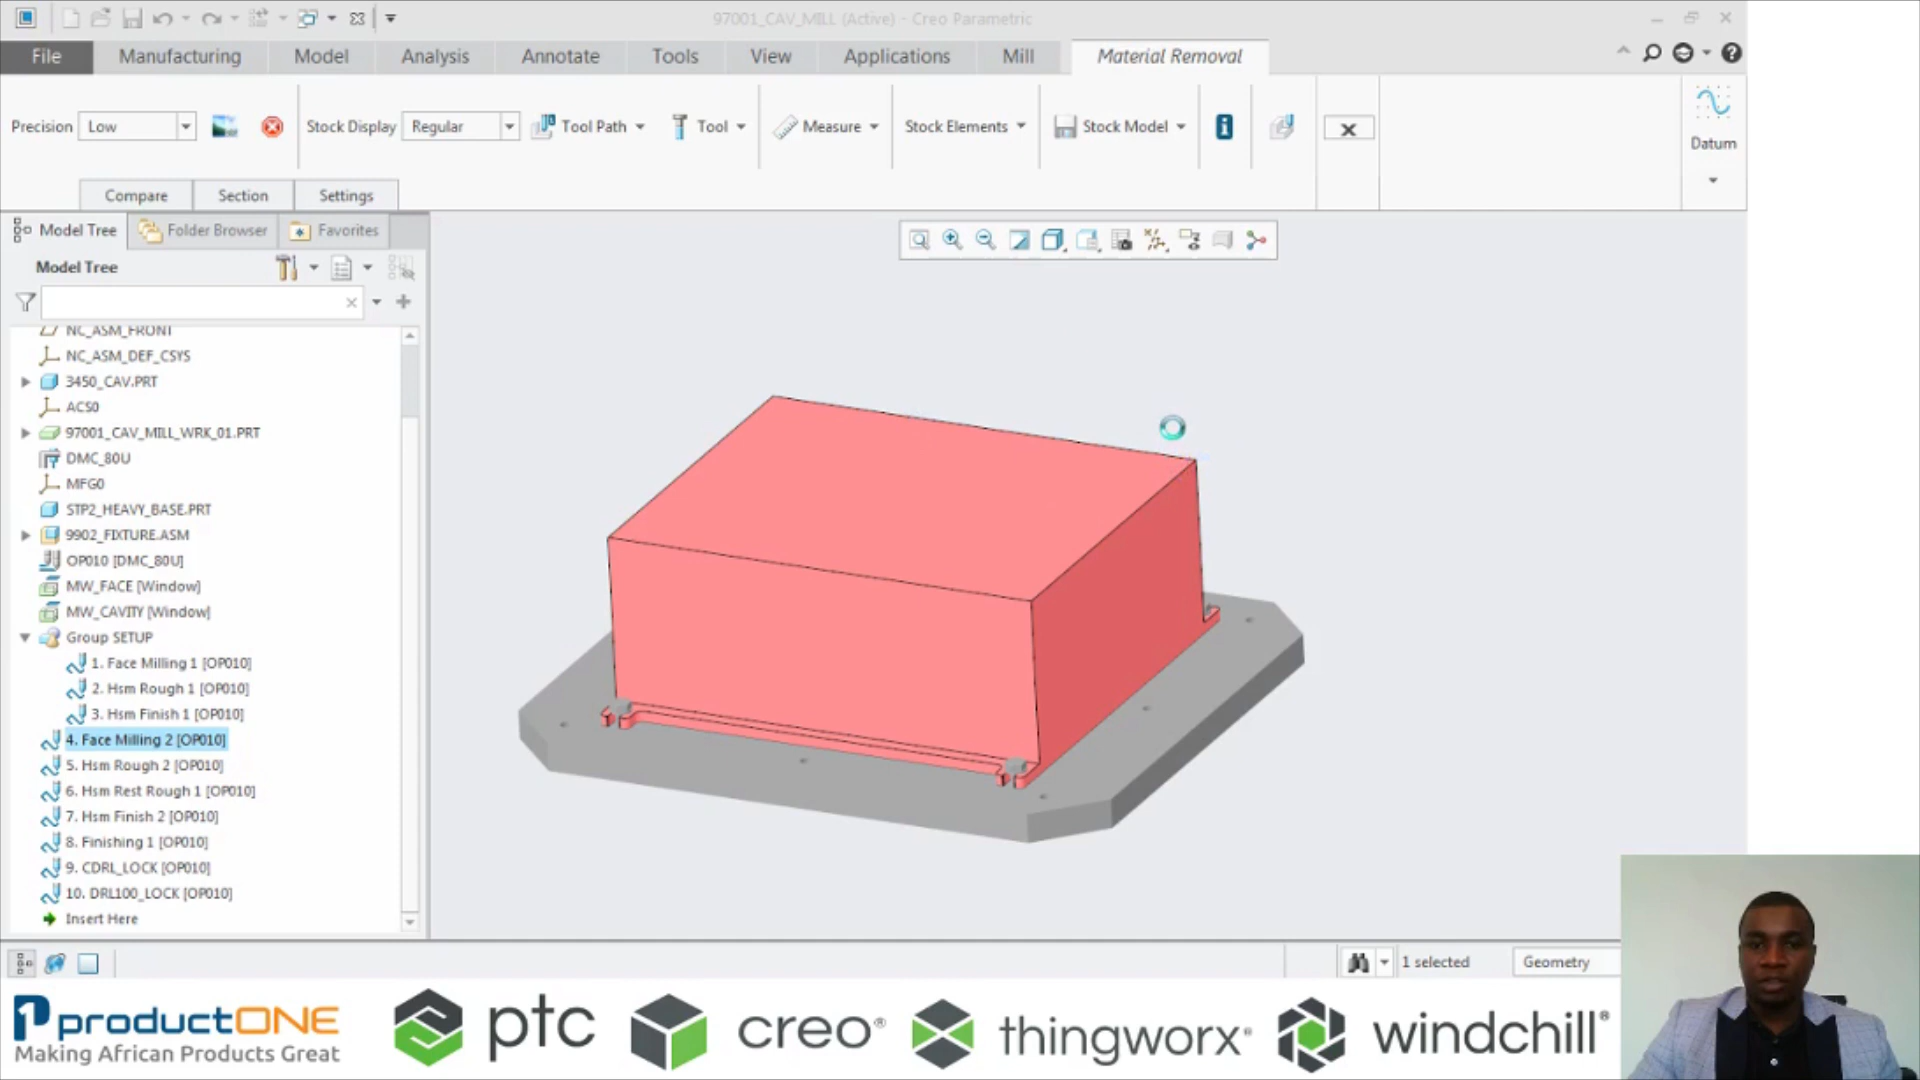 97001_CAV_MILL (Active) - Creo Parametric
File Manufacturing Model Analysis Annotate Tools View Applications Mill Material Removal
Precision Low Stock Display Regular Tool Path Tool Measure Stock Elements Stock Model
Datum
Compare Section Settings
Model Tree Folder Browser Favorites
Model Tree
NC_ASM_FRONT
NC_ASM_DEF_CSYS
3450_CAV.PRT
ACS0
97001_CAV_MILL_WRK_01.PRT
DMC_80U
MFG0
STP2_HEAVY_BASE.PRT
9902_FIXTURE.ASM
OP010 [DMC_80U]
MW_FACE [Window]
MW_CAVITY [Window]
Group SETUP
1. Face Milling 1 [OP010]
2. Hsm Rough 1 [OP010]
3. Hsm Finish 1 [OP010]
4. Face Milling 2 [OP010]
5. Hsm Rough 2 [OP010]
6. Hsm Rest Rough 1 [OP010]
7. Hsm Finish 2 [OP010]
8. Finishing 1 [OP010]
9. CDRL_LOCK [OP010]
10. DRL100_LOCK [OP010]
Insert Here
1 selected Geometry
productONE ptc creo® thingworx® windchill®
Making African Products Great